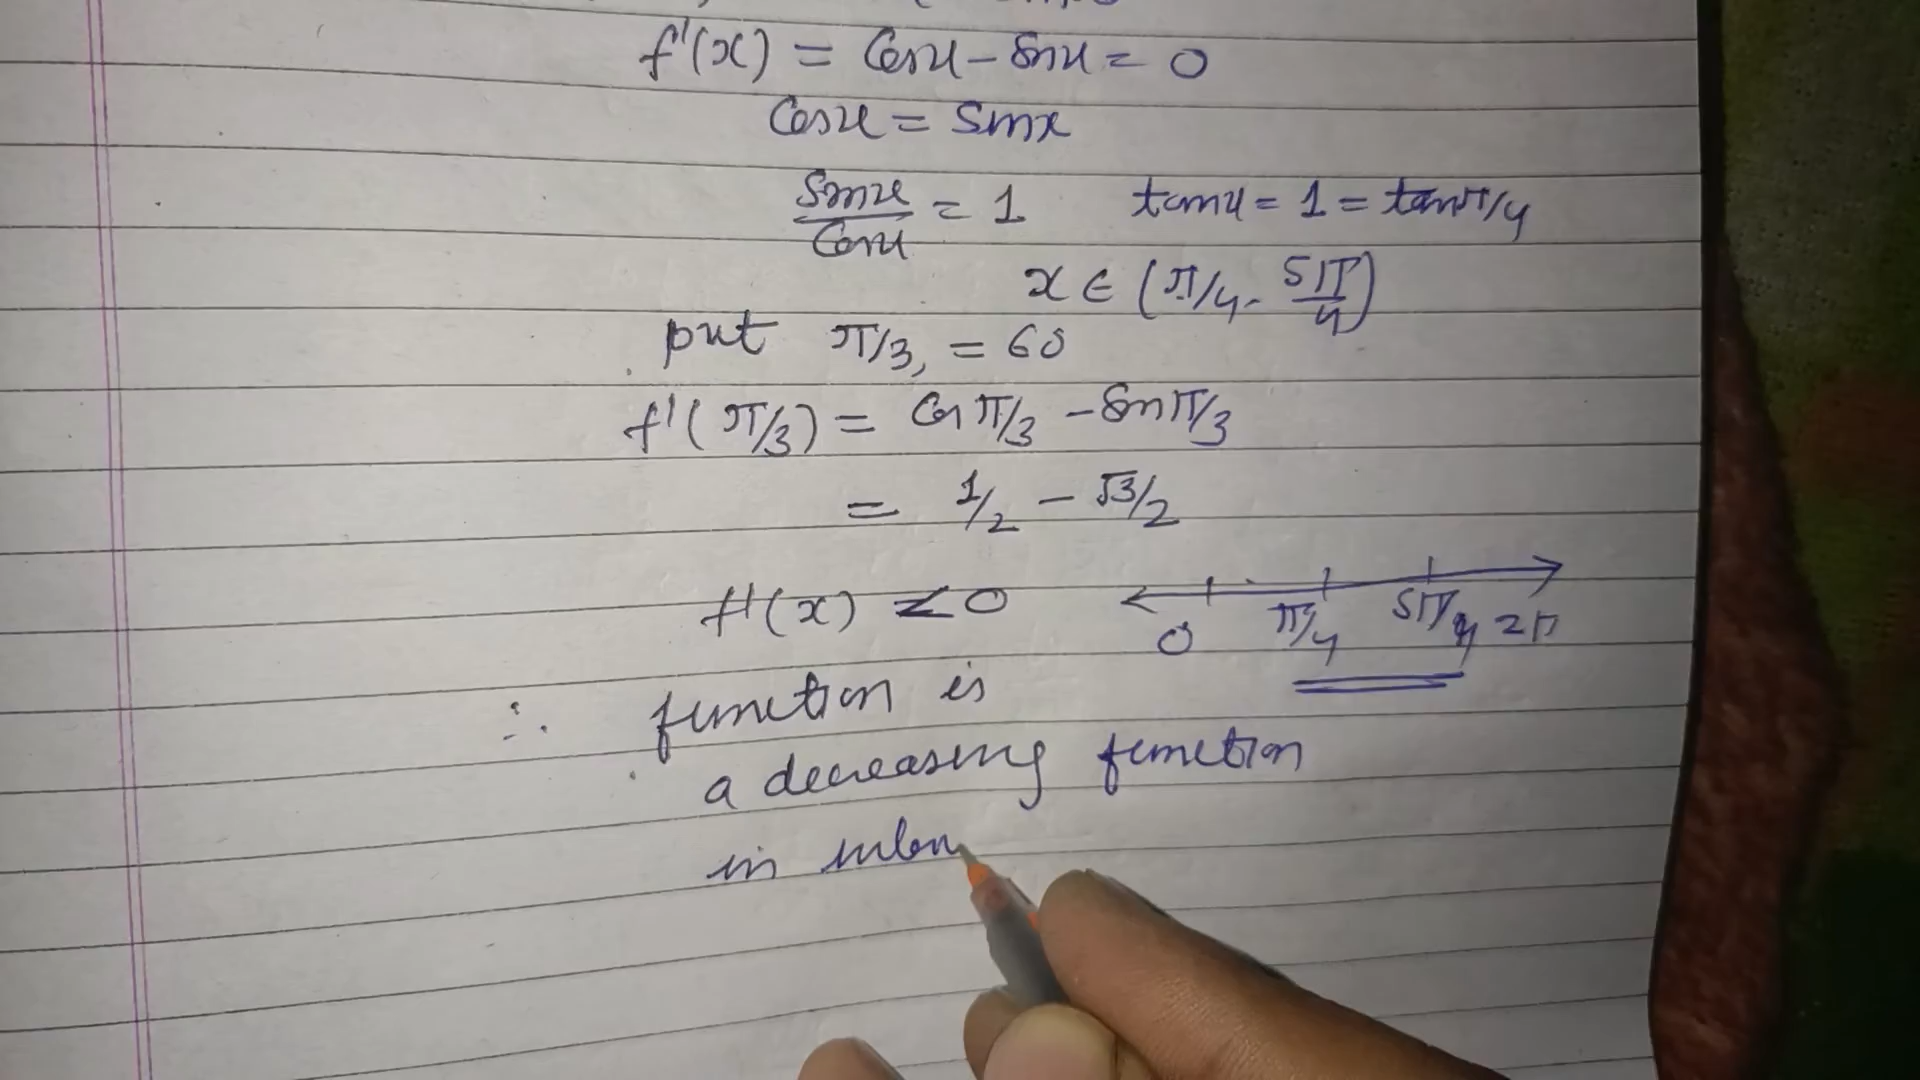 f'(x) = Cosx - Sinx = 0
Cosx = Sinx
Sinx/Cosx = 1 tanx = 1 = tanπ/4
x ∈ (π/4, 5π/4)
put π/3, = 60
f'(π/3) = Cosπ/3 - Sinπ/3
= 1/2 - √3/2
f'(x) < 0
0 π/4 5π/4 2π
∴ function is
a decreasing function
in